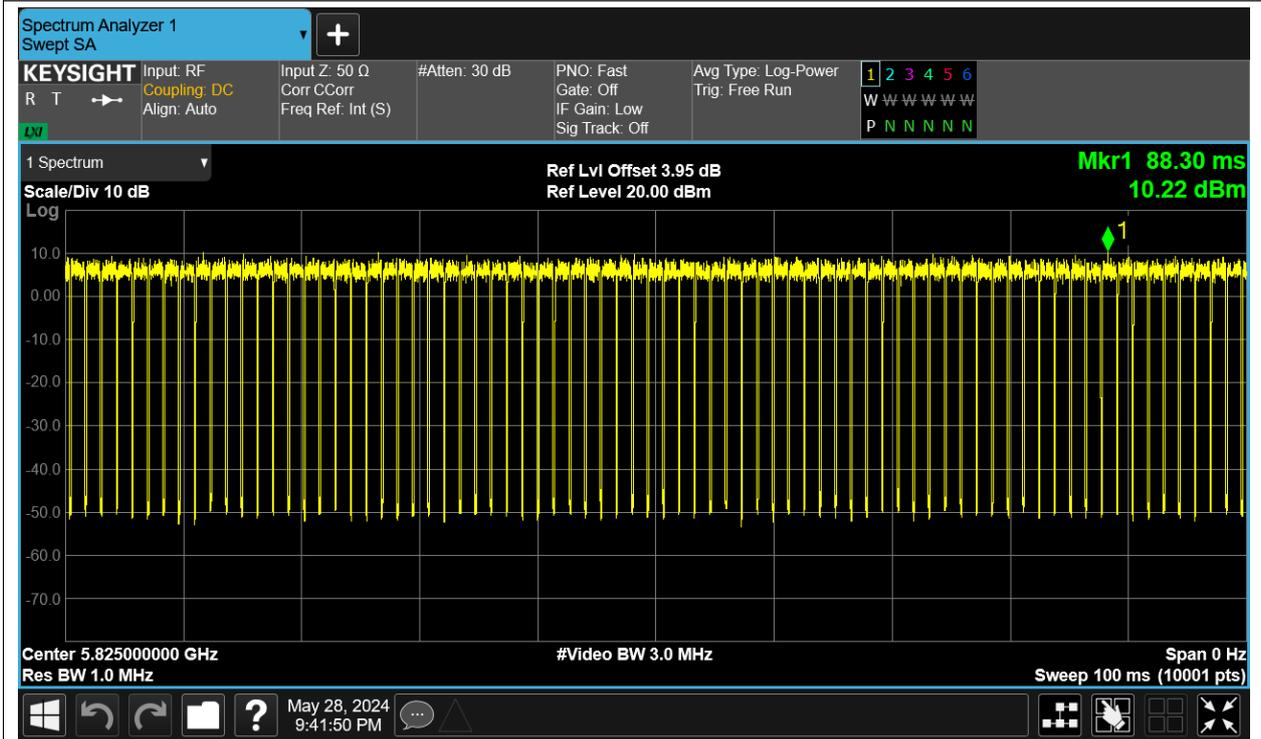 Spectrum Analyzer 1
Swept SA
+
KEYSIGHT
R T
LXI
Input: RF
Coupling: DC
Align: Auto
Input Z: 50 Ω
Corr CCorr
Freq Ref: Int (S)
#Atten: 30 dB
PNO: Fast
Gate: Off
IF Gain: Low
Sig Track: Off
Avg Type: Log-Power
Trig: Free Run
1 2 3 4 5 6
W W W W W W
P N N N N N
1 Spectrum
Scale/Div 10 dB
Ref Lvl Offset 3.95 dB
Ref Level 20.00 dBm
Mkr1 88.30 ms
10.22 dBm
Log
1
10.0
0.00
-10.0
-20.0
-30.0
-40.0
-50.0
-60.0
-70.0
Center 5.825000000 GHz
#Video BW 3.0 MHz
Span 0 Hz
Res BW 1.0 MHz
Sweep 100 ms (10001 pts)
?
May 28, 2024
9:41:50 PM